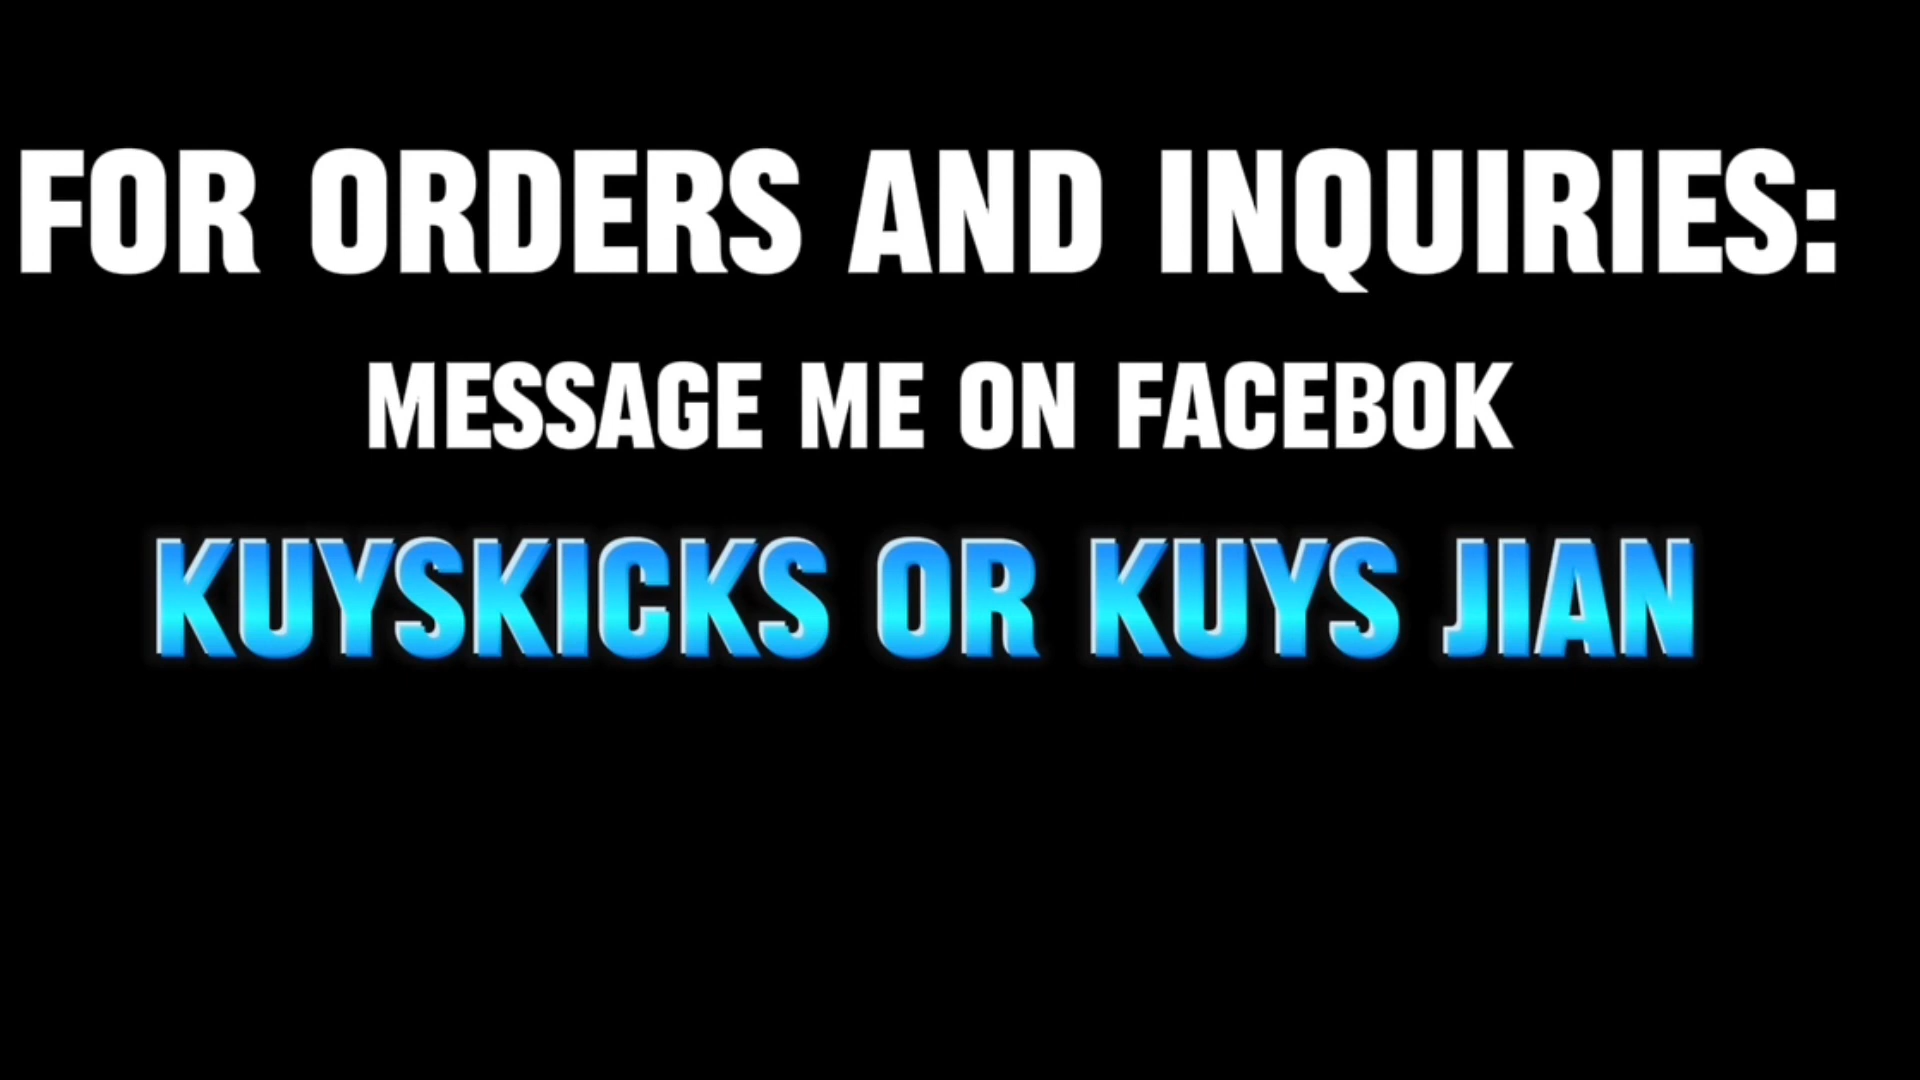 FOR ORDERS AND INQUIRIES:
MESSAGE ME ON FACEBOK
KUYSKICKS OR KUYS JIAN